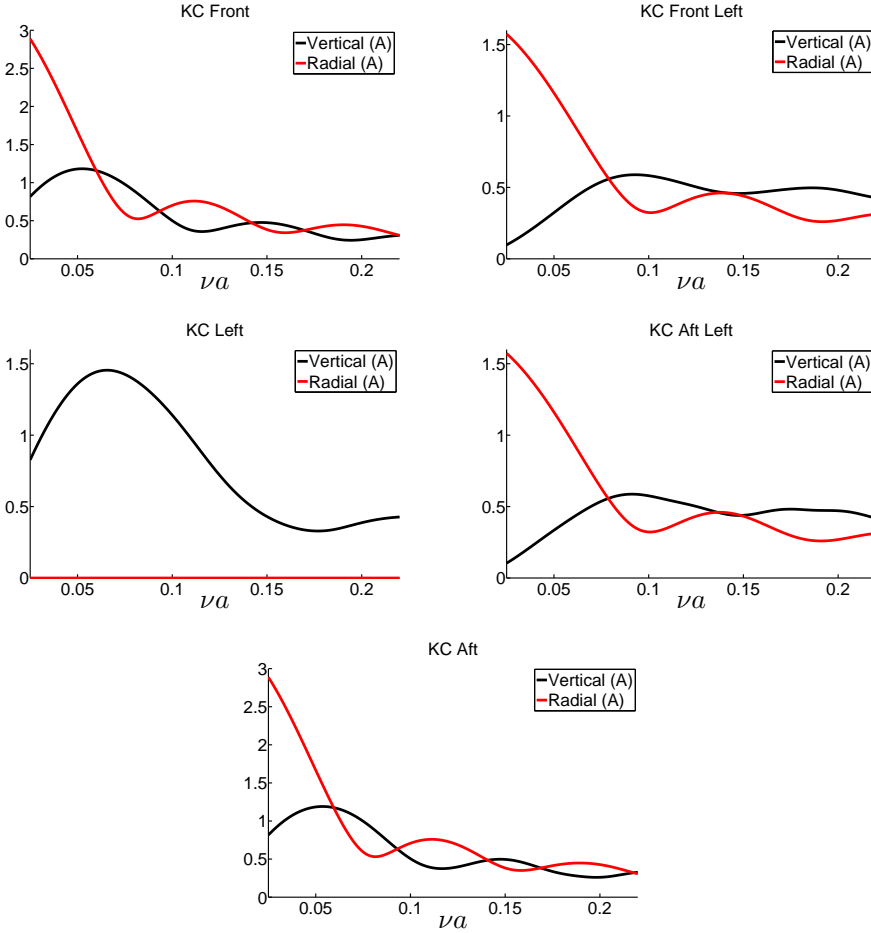 KC Front
3
2.5
2
1.5
1
0.5
0
Vertical (A)
Radial (A)
0.05 0.1 0.15 0.2
νa
KC Front Left
1.5
1
0.5
0
Vertical (A)
Radial (A)
0.05 0.1 0.15 0.2
νa
KC Left
1.5
1
0.5
0
Vertical (A)
Radial (A)
0.05 0.1 0.15 0.2
νa
KC Aft Left
1.5
1
0.5
0
Vertical (A)
Radial (A)
0.05 0.1 0.15 0.2
νa
KC Aft
3
2.5
2
1.5
1
0.5
0
Vertical (A)
Radial (A)
0.05 0.1 0.15 0.2
νa